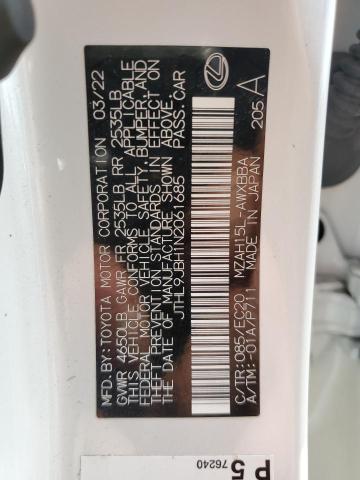 MFD. BY: TOYOTA MOTOR CORPORATION 03/22
GVWR 4650LB GAWR FR 2535LB RR 2535LB
THIS VEHICLE CONFORMS TO ALL APPLICABLE
FEDERAL MOTOR VEHICLE SAFETY, BUMPER, AND
THEFT PREVENTION STANDARDS IN EFFECT ON
THE DATE OF MANUFACTURE SHOWN ABOVE.
JTHL9JBH1N2061686 PASS.CAR
C/TR: 085/EC20 MZAH15L-AWXBBA
A/TM: -01A/P711 MADE IN JAPAN
205 A
P 5
76240